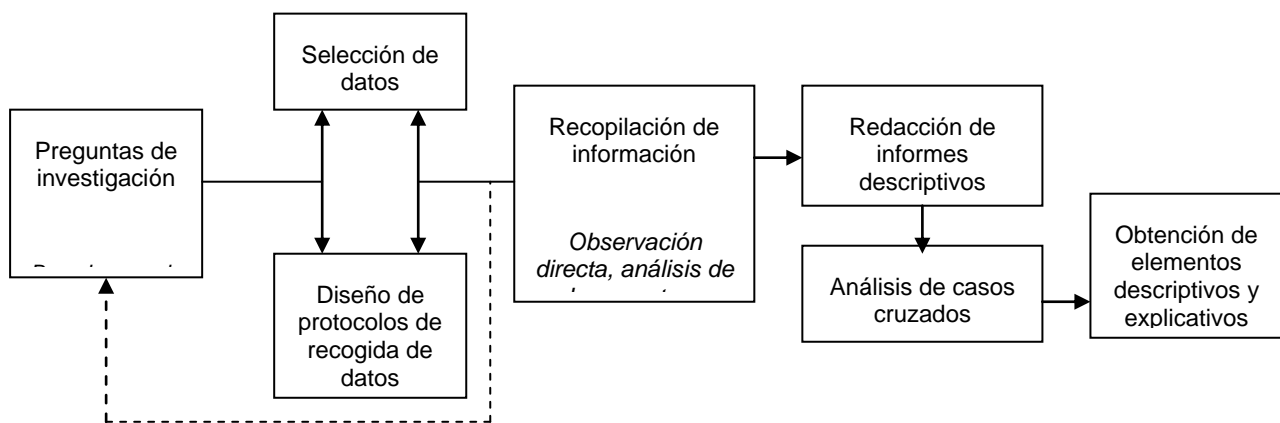 Preguntas de
investigación
Selección de
datos
Diseño de
protocolos de
recogida de
datos
Recopilación de
información
Observación
directa, análisis de
Redacción de
informes
descriptivos
Análisis de casos
cruzados
Obtención de
elementos
descriptivos y
explicativos